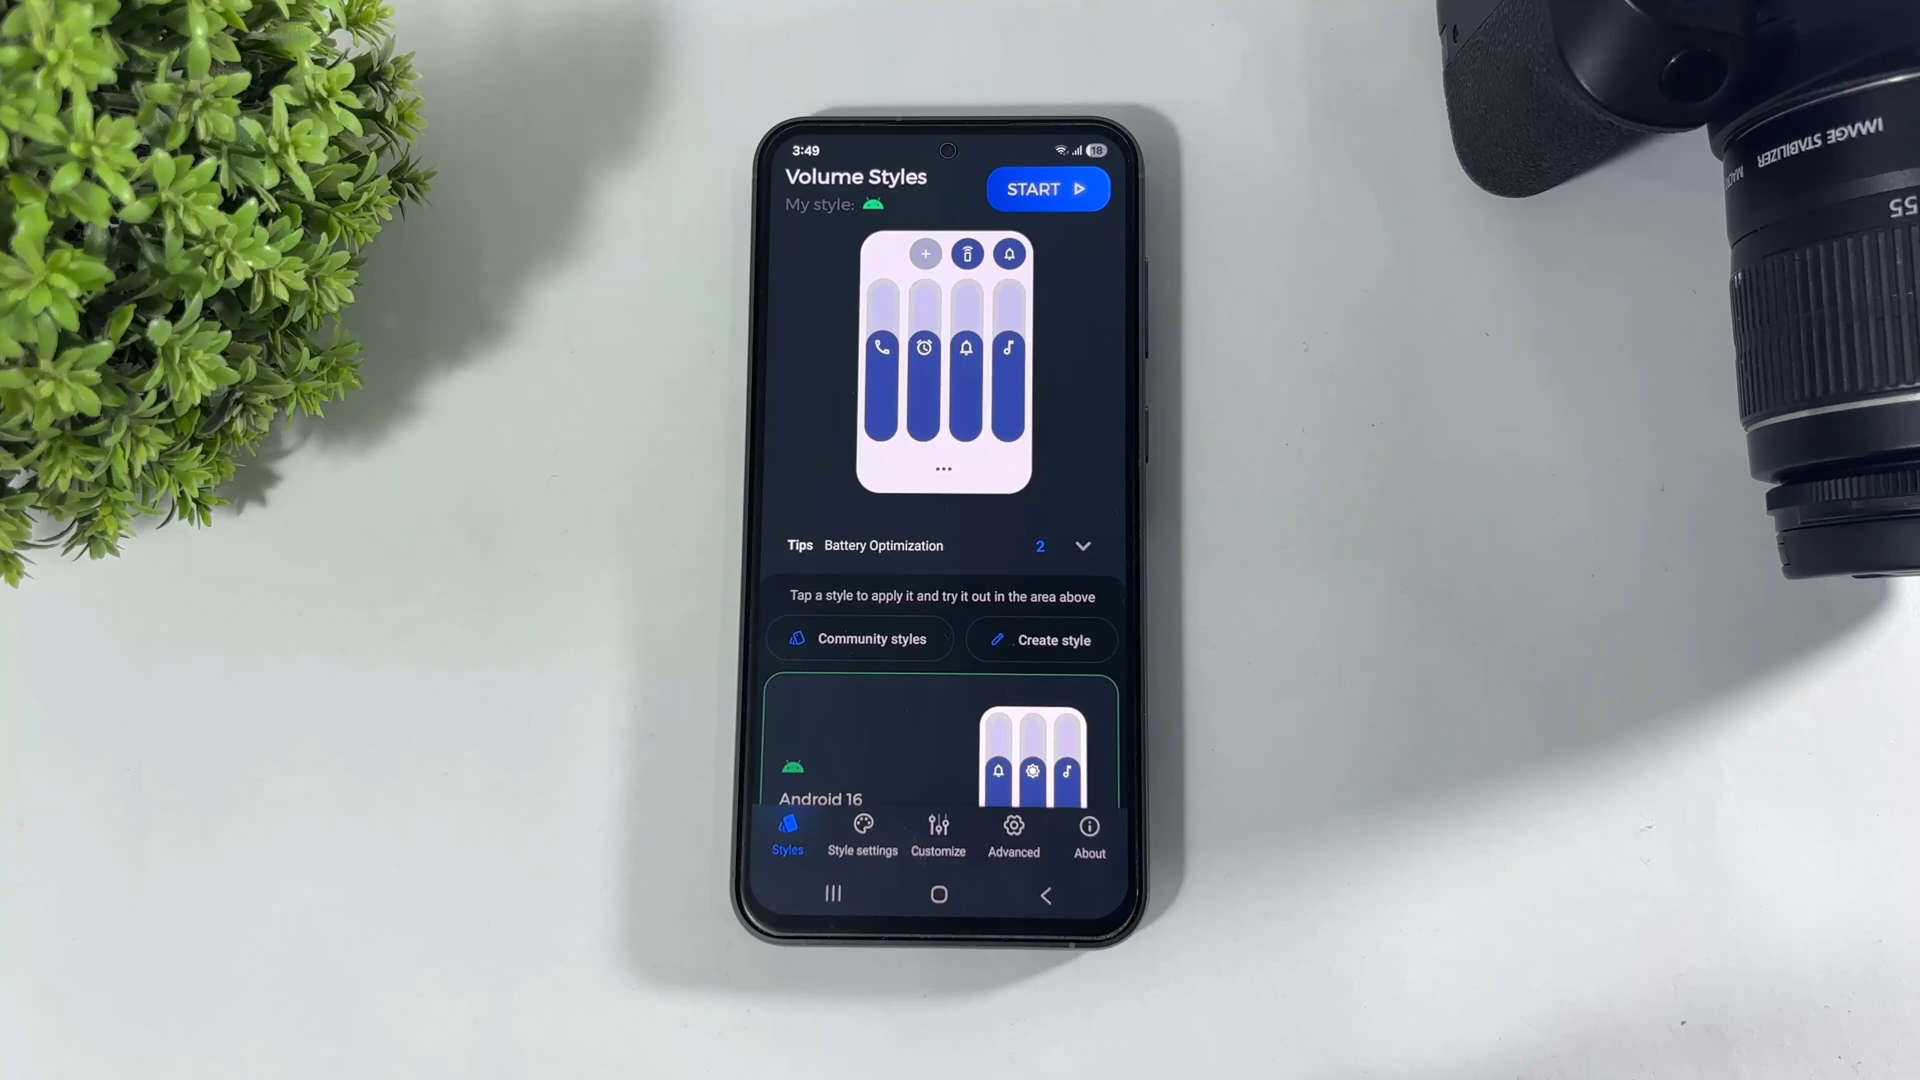 3:49
18
Volume Styles
START
My style:
Tips Battery Optimization 2
Tap a style to apply it and try it out in the area above
Community styles
Create style
Android 16
Styles
Style settings
Customize
Advanced
About
IMAGE STABILIZER
55